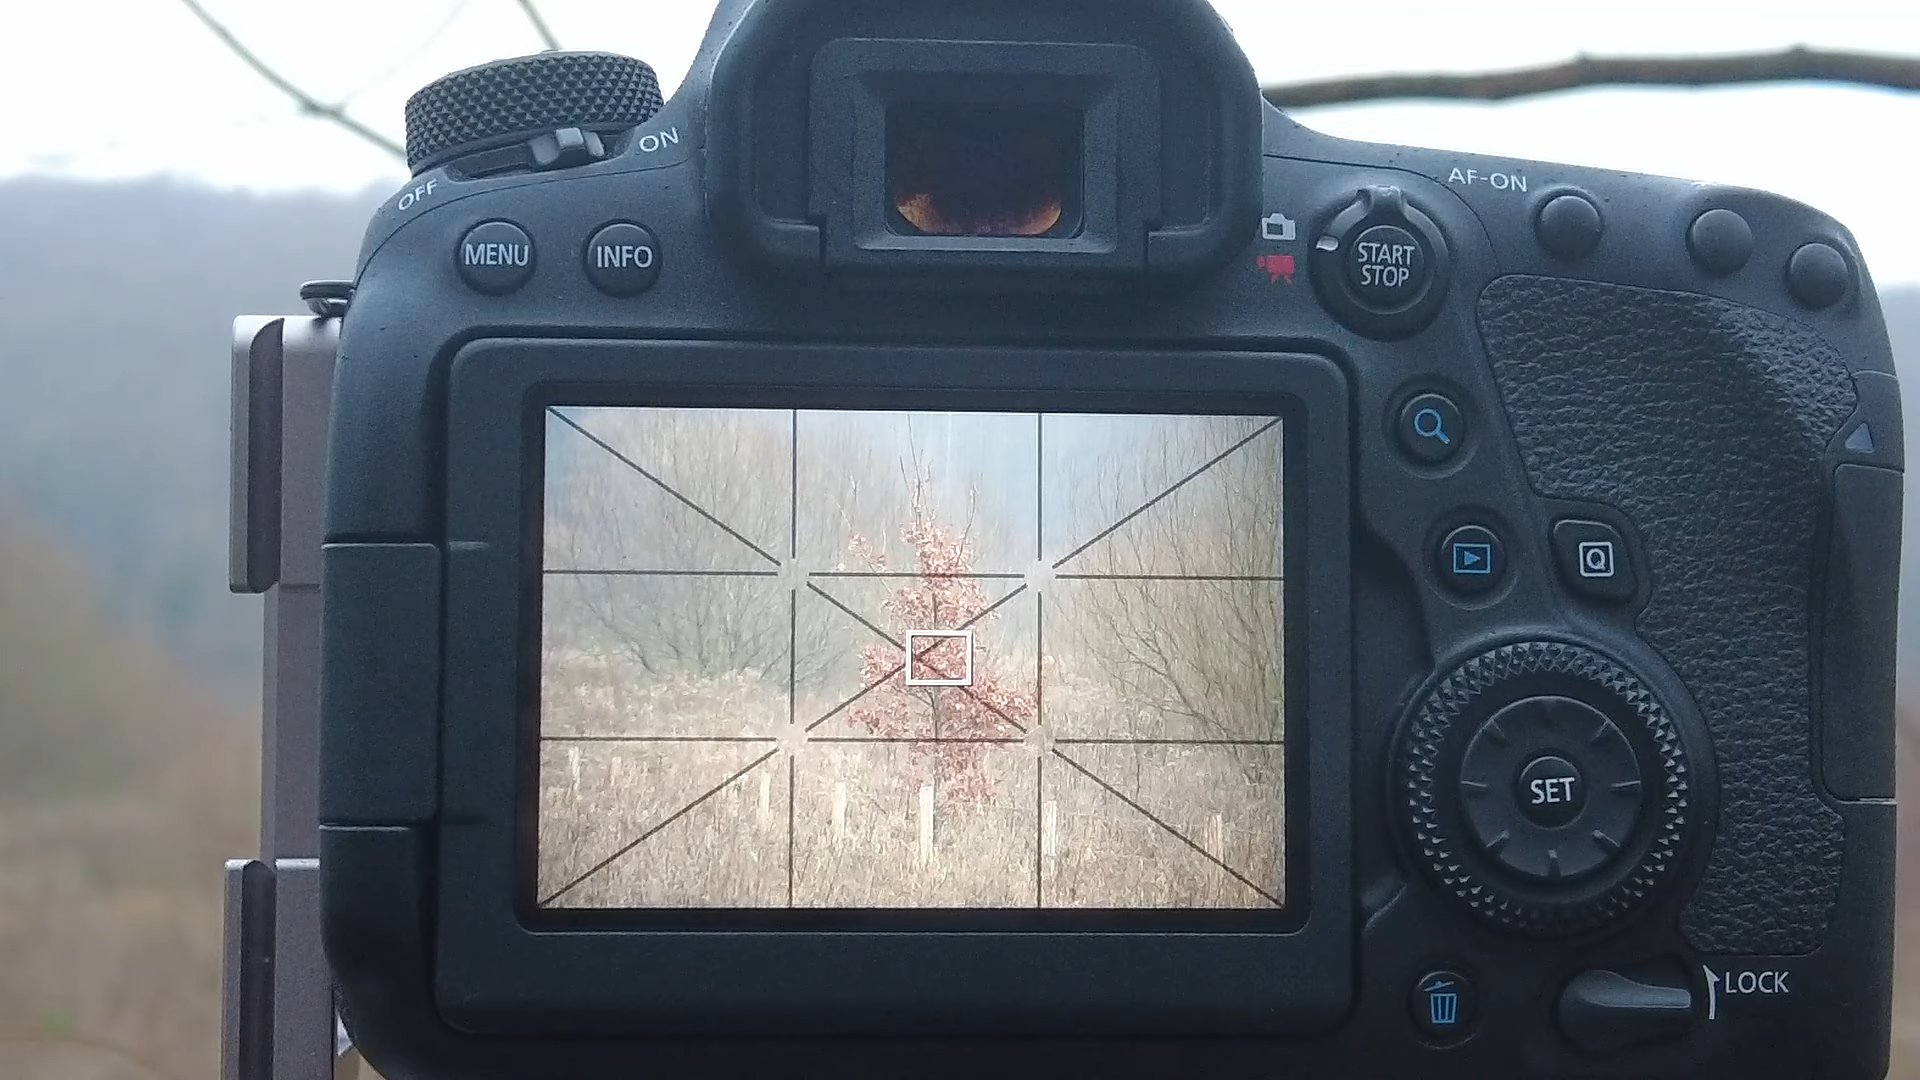 ON
OFF
AF-ON
MENU
INFO
START
STOP
Q
SET
LOCK